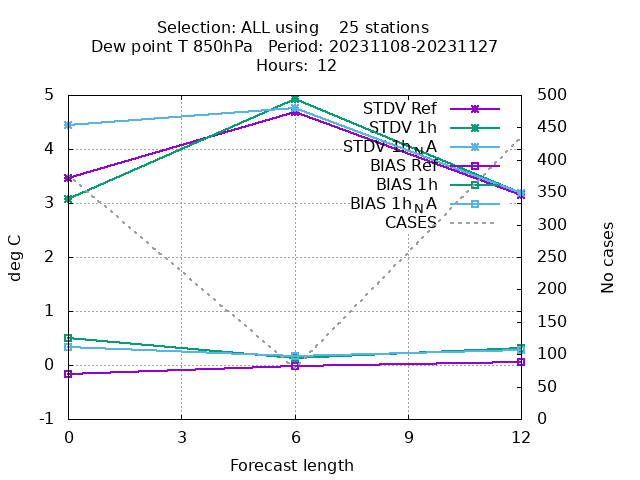 Selection: ALL using    25 stations
Dew point T 850hPa   Period: 20231108-20231127
Hours: 12
5
4
3
2
1
0
-1
500
450
400
350
300
250
200
150
100
50
0
0
3
6
9
12
deg C
No cases
Forecast length
STDV Ref
STDV 1h
STDV 1hNA
BIAS Ref
BIAS 1h
BIAS 1hNA
CASES